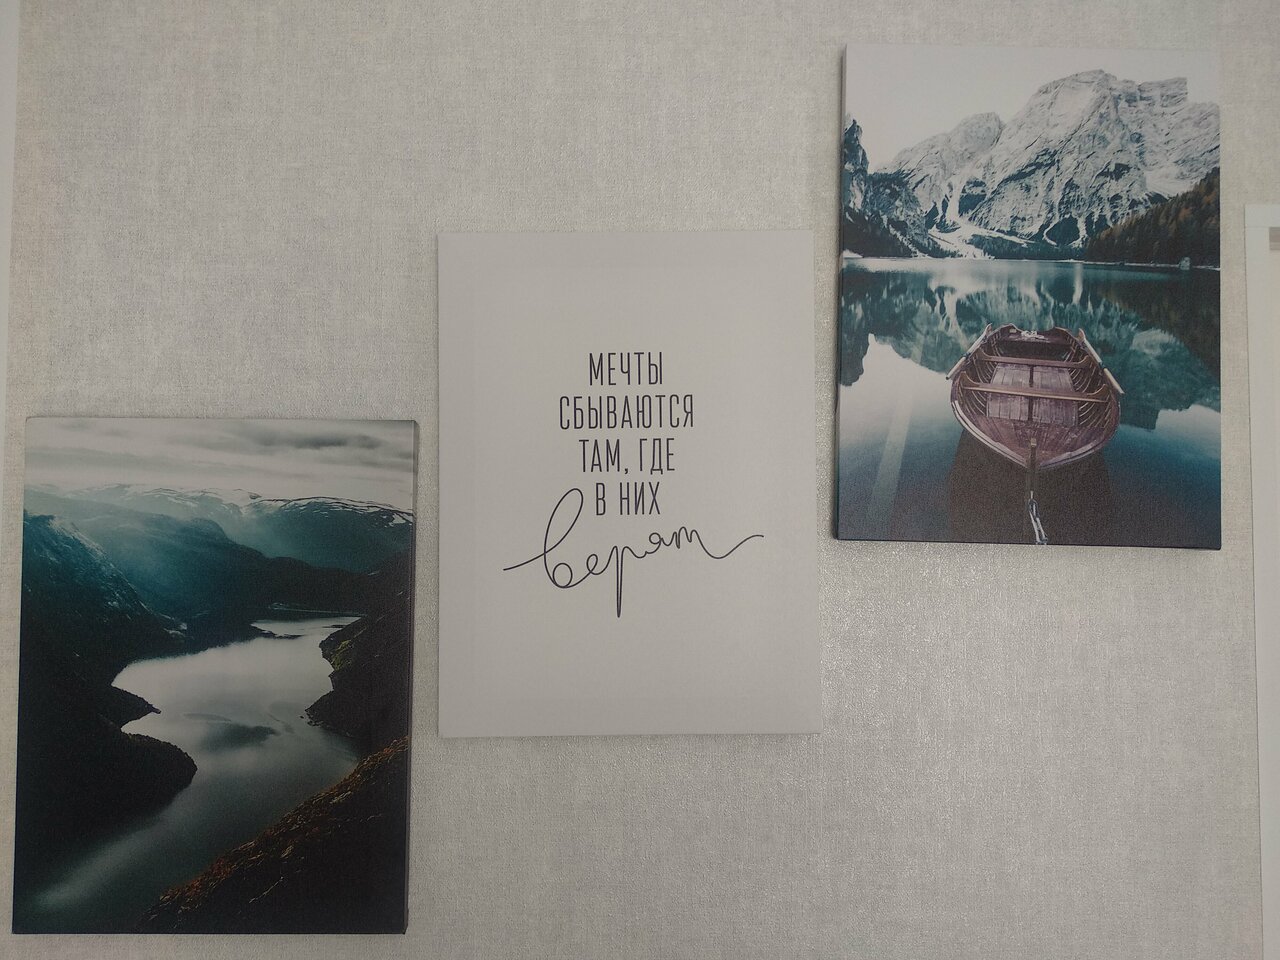 МЕЧТЫ
СБЫВАЮТСЯ
ТАМ, ГДЕ
В НИХ
верят